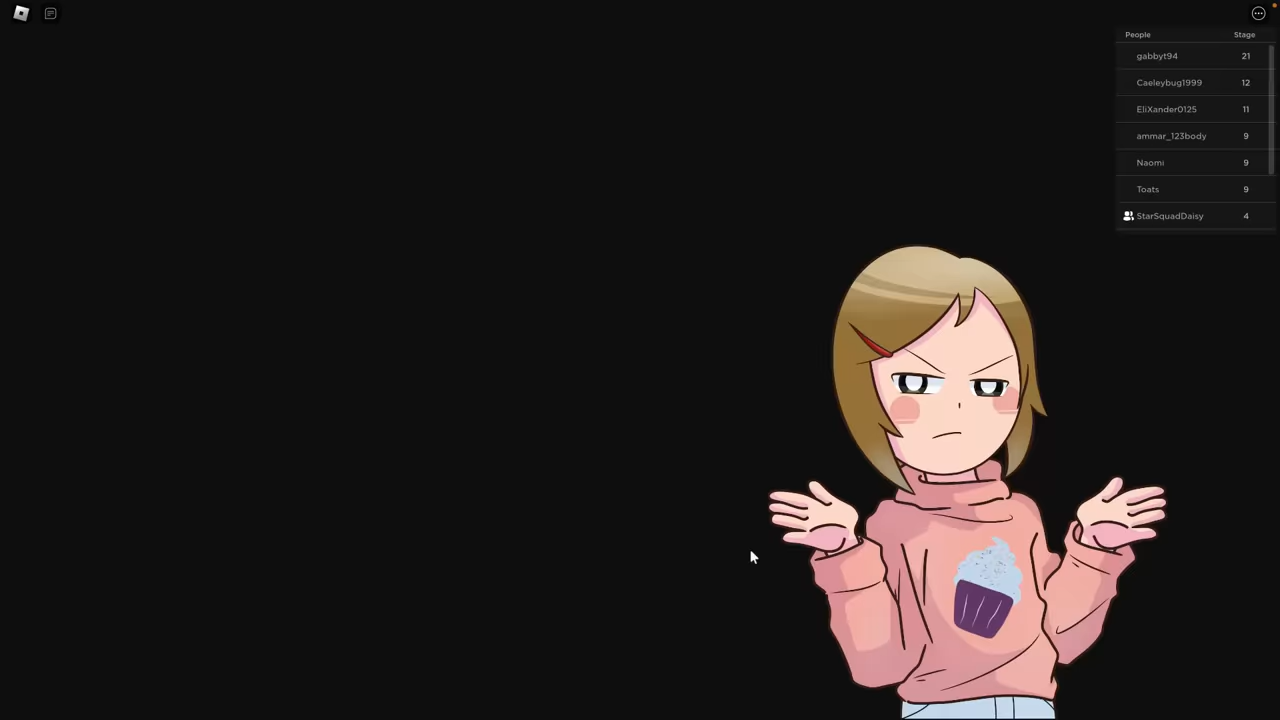 People Stage
gabbyt94 21
Caeleybug1999 12
EliXander0125 11
ammar_123body 9
Naomi 9
Toats 9
StarSquadDaisy 4